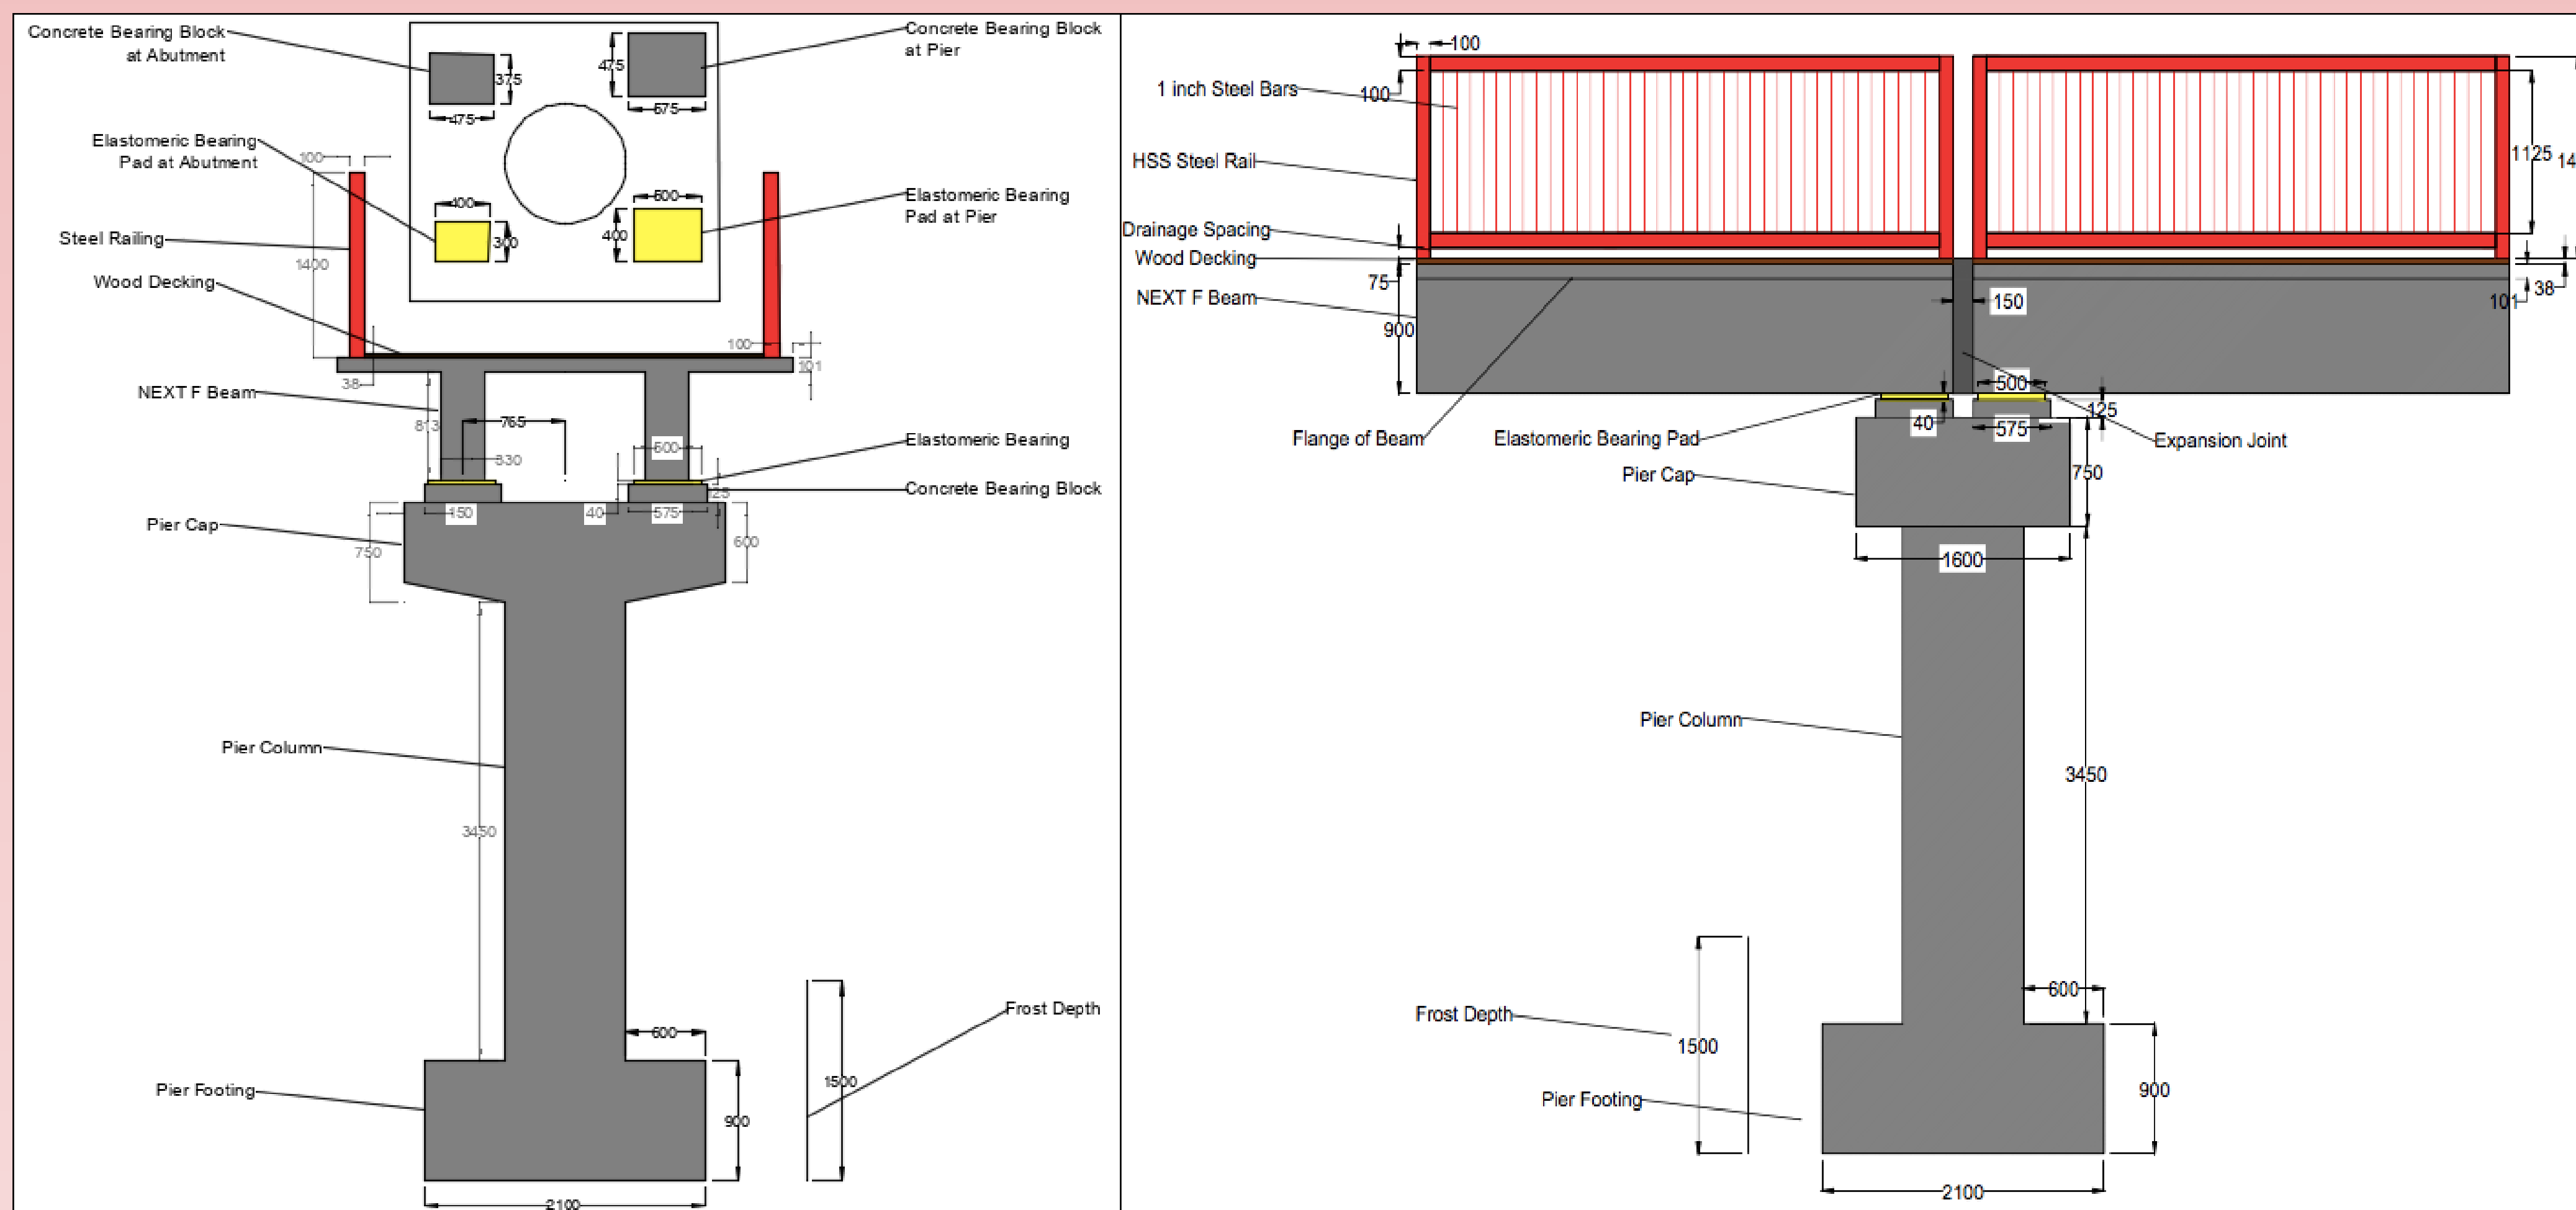 Concrete Bearing Block
at Abutment
375
475
475
575
Concrete Bearing Block
at Pier
Elastomeric Bearing
Pad at Abutment
100
400
300
600
400
Elastomeric Bearing
Pad at Pier
Steel Railing
1400
Wood Decking
100
101
38
NEXT F Beam
813
765
330
600
Elastomeric Bearing
Concrete Bearing Block
150
40
575
Pier Cap
750
600
Pier Column
3450
Frost Depth
600
1500
Pier Footing
900
2100
100
1 inch Steel Bars
100
HSS Steel Rail
1125
Drainage Spacing
Wood Decking
75
NEXT F Beam
150
101
38
900
500
125
40
575
Flange of Beam
Elastomeric Bearing Pad
Expansion Joint
Pier Cap
750
1600
Pier Column
3450
600
Frost Depth
1500
Pier Footing
900
2100